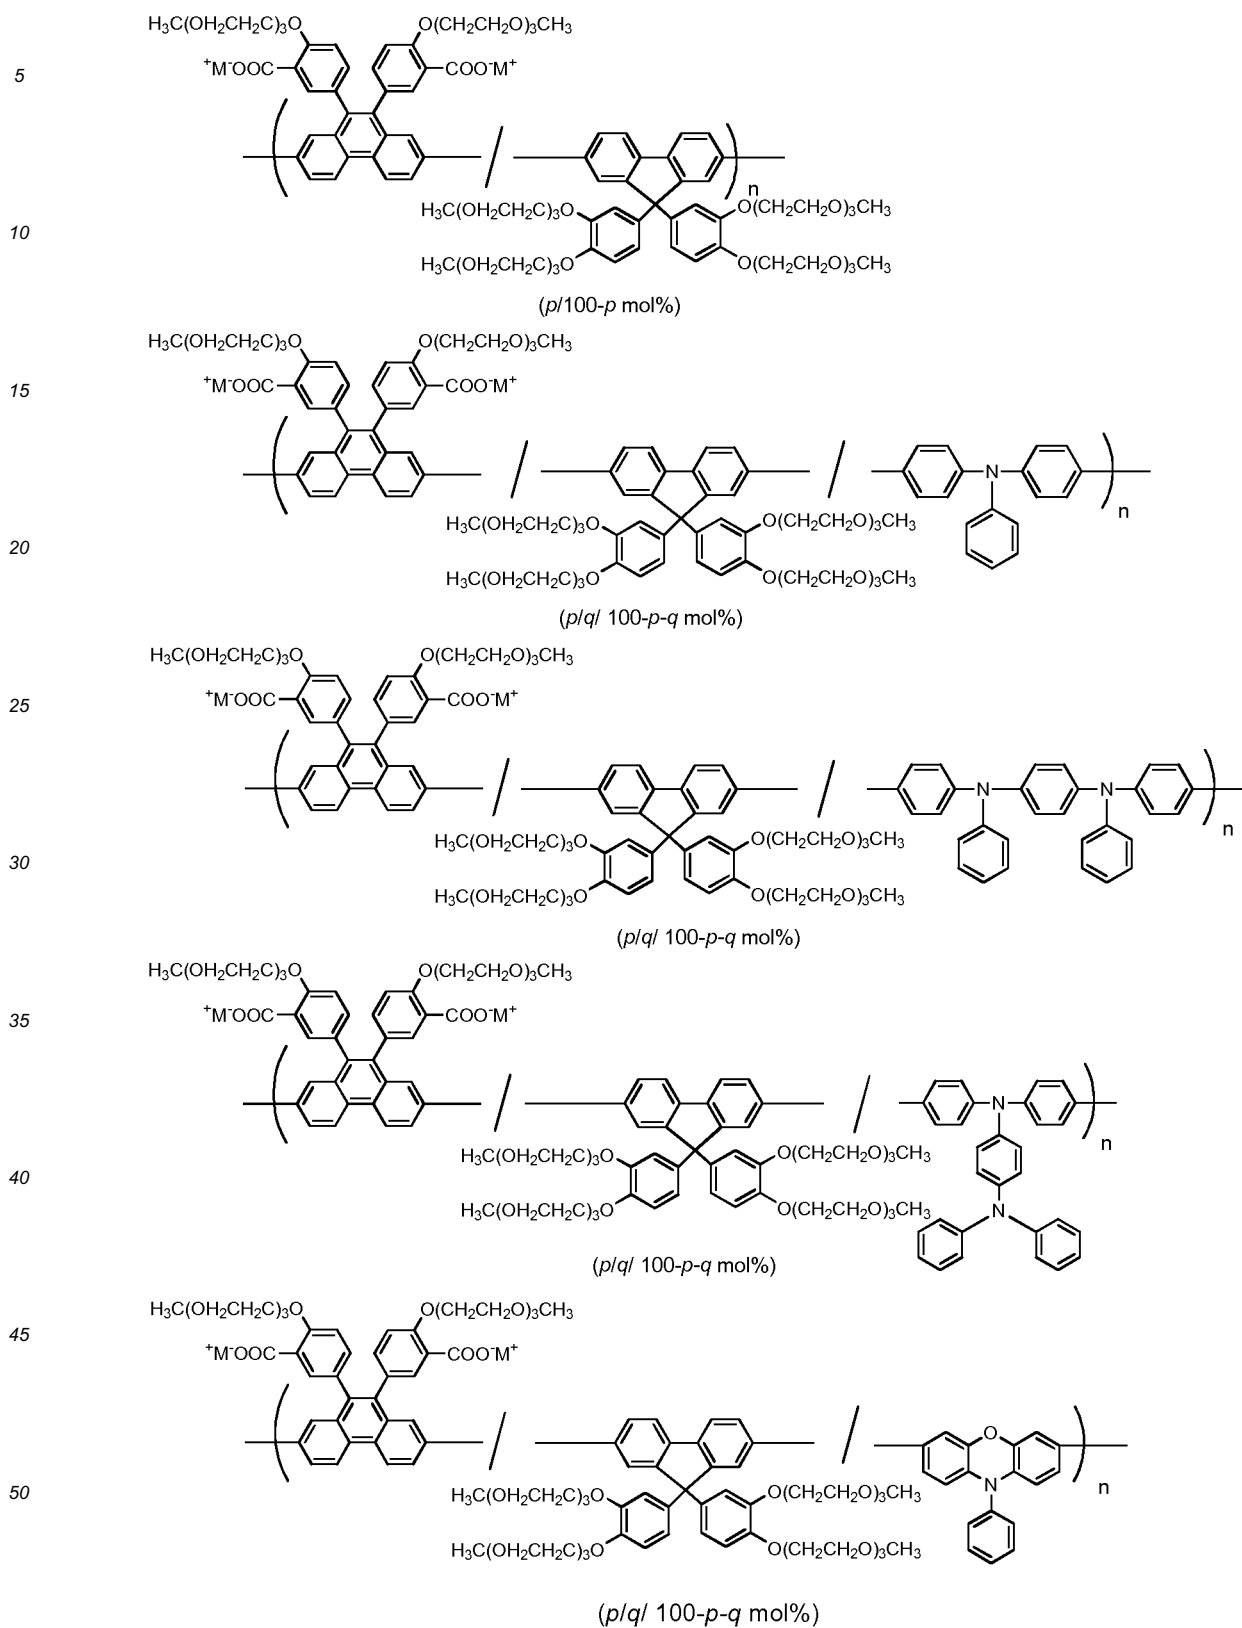 H₃C(OH₂CH₂C)₃O O(CH₂CH₂O)₃CH₃
5 ⁺M⁻OOC COO⁻M⁺
n
H₃C(OH₂CH₂C)₃O O(CH₂CH₂O)₃CH₃
10
H₃C(OH₂CH₂C)₃O O(CH₂CH₂O)₃CH₃
(p/100-p mol%)
H₃C(OH₂CH₂C)₃O O(CH₂CH₂O)₃CH₃
15 ⁺M⁻OOC COO⁻M⁺
N
n
H₃C(OH₂CH₂C)₃O O(CH₂CH₂O)₃CH₃
20
H₃C(OH₂CH₂C)₃O O(CH₂CH₂O)₃CH₃
(p/q/ 100-p-q mol%)
H₃C(OH₂CH₂C)₃O O(CH₂CH₂O)₃CH₃
25 ⁺M⁻OOC COO⁻M⁺
N N
n
H₃C(OH₂CH₂C)₃O O(CH₂CH₂O)₃CH₃
30
H₃C(OH₂CH₂C)₃O O(CH₂CH₂O)₃CH₃
(p/q/ 100-p-q mol%)
H₃C(OH₂CH₂C)₃O O(CH₂CH₂O)₃CH₃
35 ⁺M⁻OOC COO⁻M⁺
N
n
H₃C(OH₂CH₂C)₃O O(CH₂CH₂O)₃CH₃
40
H₃C(OH₂CH₂C)₃O O(CH₂CH₂O)₃CH₃ N
(p/q/ 100-p-q mol%)
H₃C(OH₂CH₂C)₃O O(CH₂CH₂O)₃CH₃
45 ⁺M⁻OOC COO⁻M⁺
O
N n
50 H₃C(OH₂CH₂C)₃O O(CH₂CH₂O)₃CH₃
H₃C(OH₂CH₂C)₃O O(CH₂CH₂O)₃CH₃
(p/q/ 100-p-q mol%)